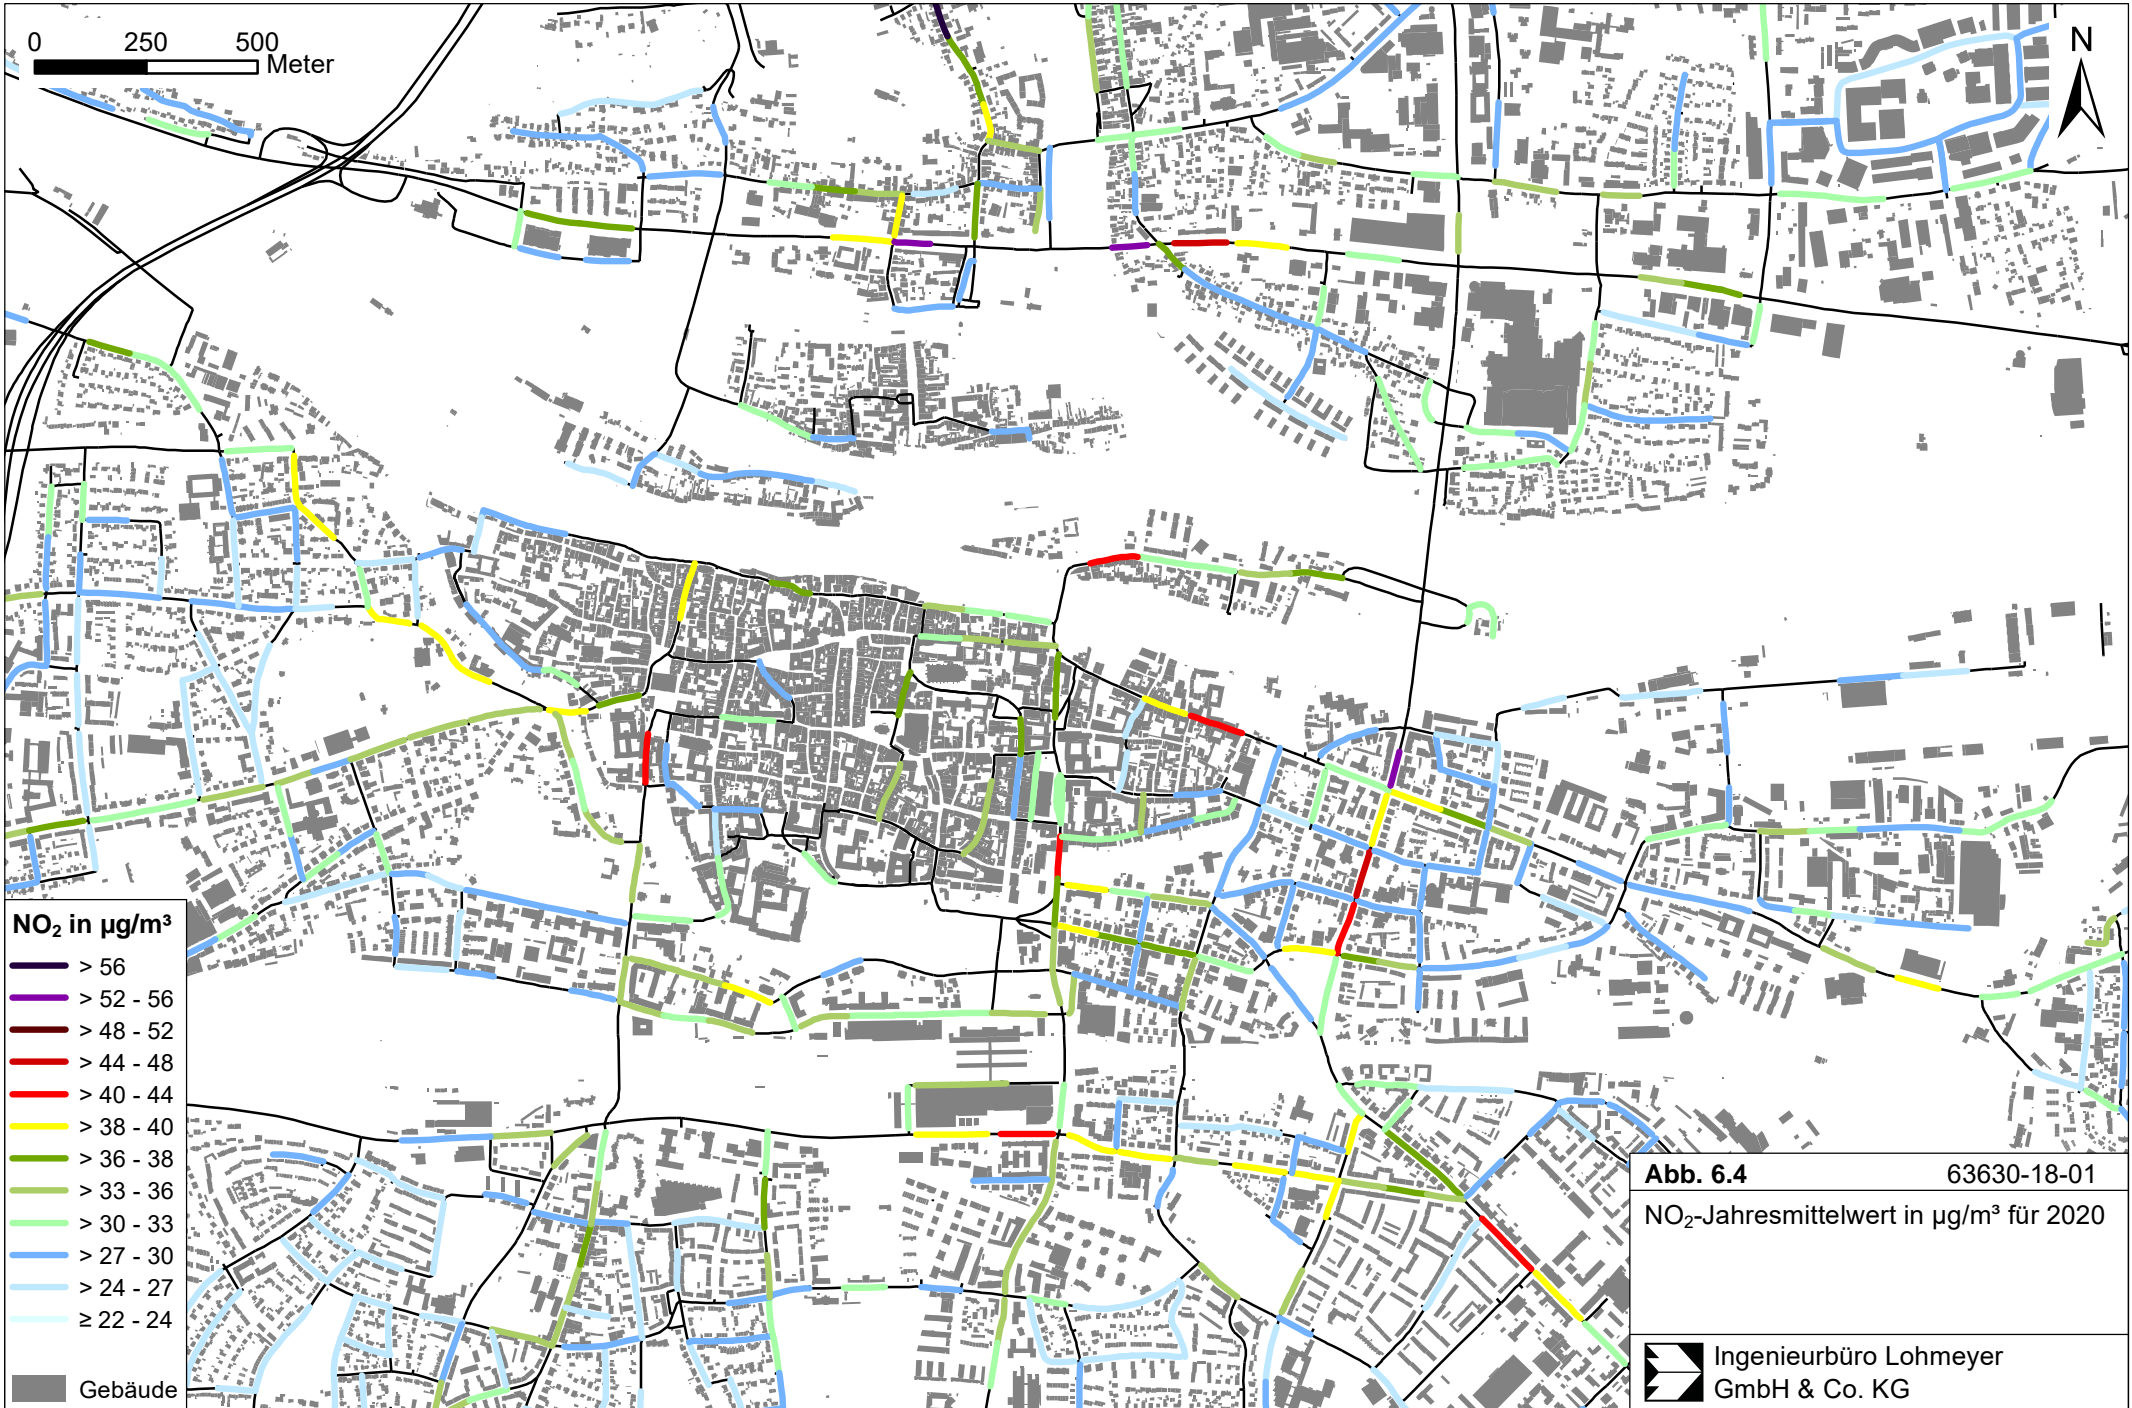 0 250 500
Meter
N
NO₂ in µg/m³
> 56
> 52 - 56
> 48 - 52
> 44 - 48
> 40 - 44
> 38 - 40
> 36 - 38
> 33 - 36
> 30 - 33
> 27 - 30
> 24 - 27
≥ 22 - 24
Gebäude
Abb. 6.4 63630-18-01
NO₂-Jahresmittelwert in µg/m³ für 2020
Ingenieurbüro Lohmeyer
GmbH & Co. KG